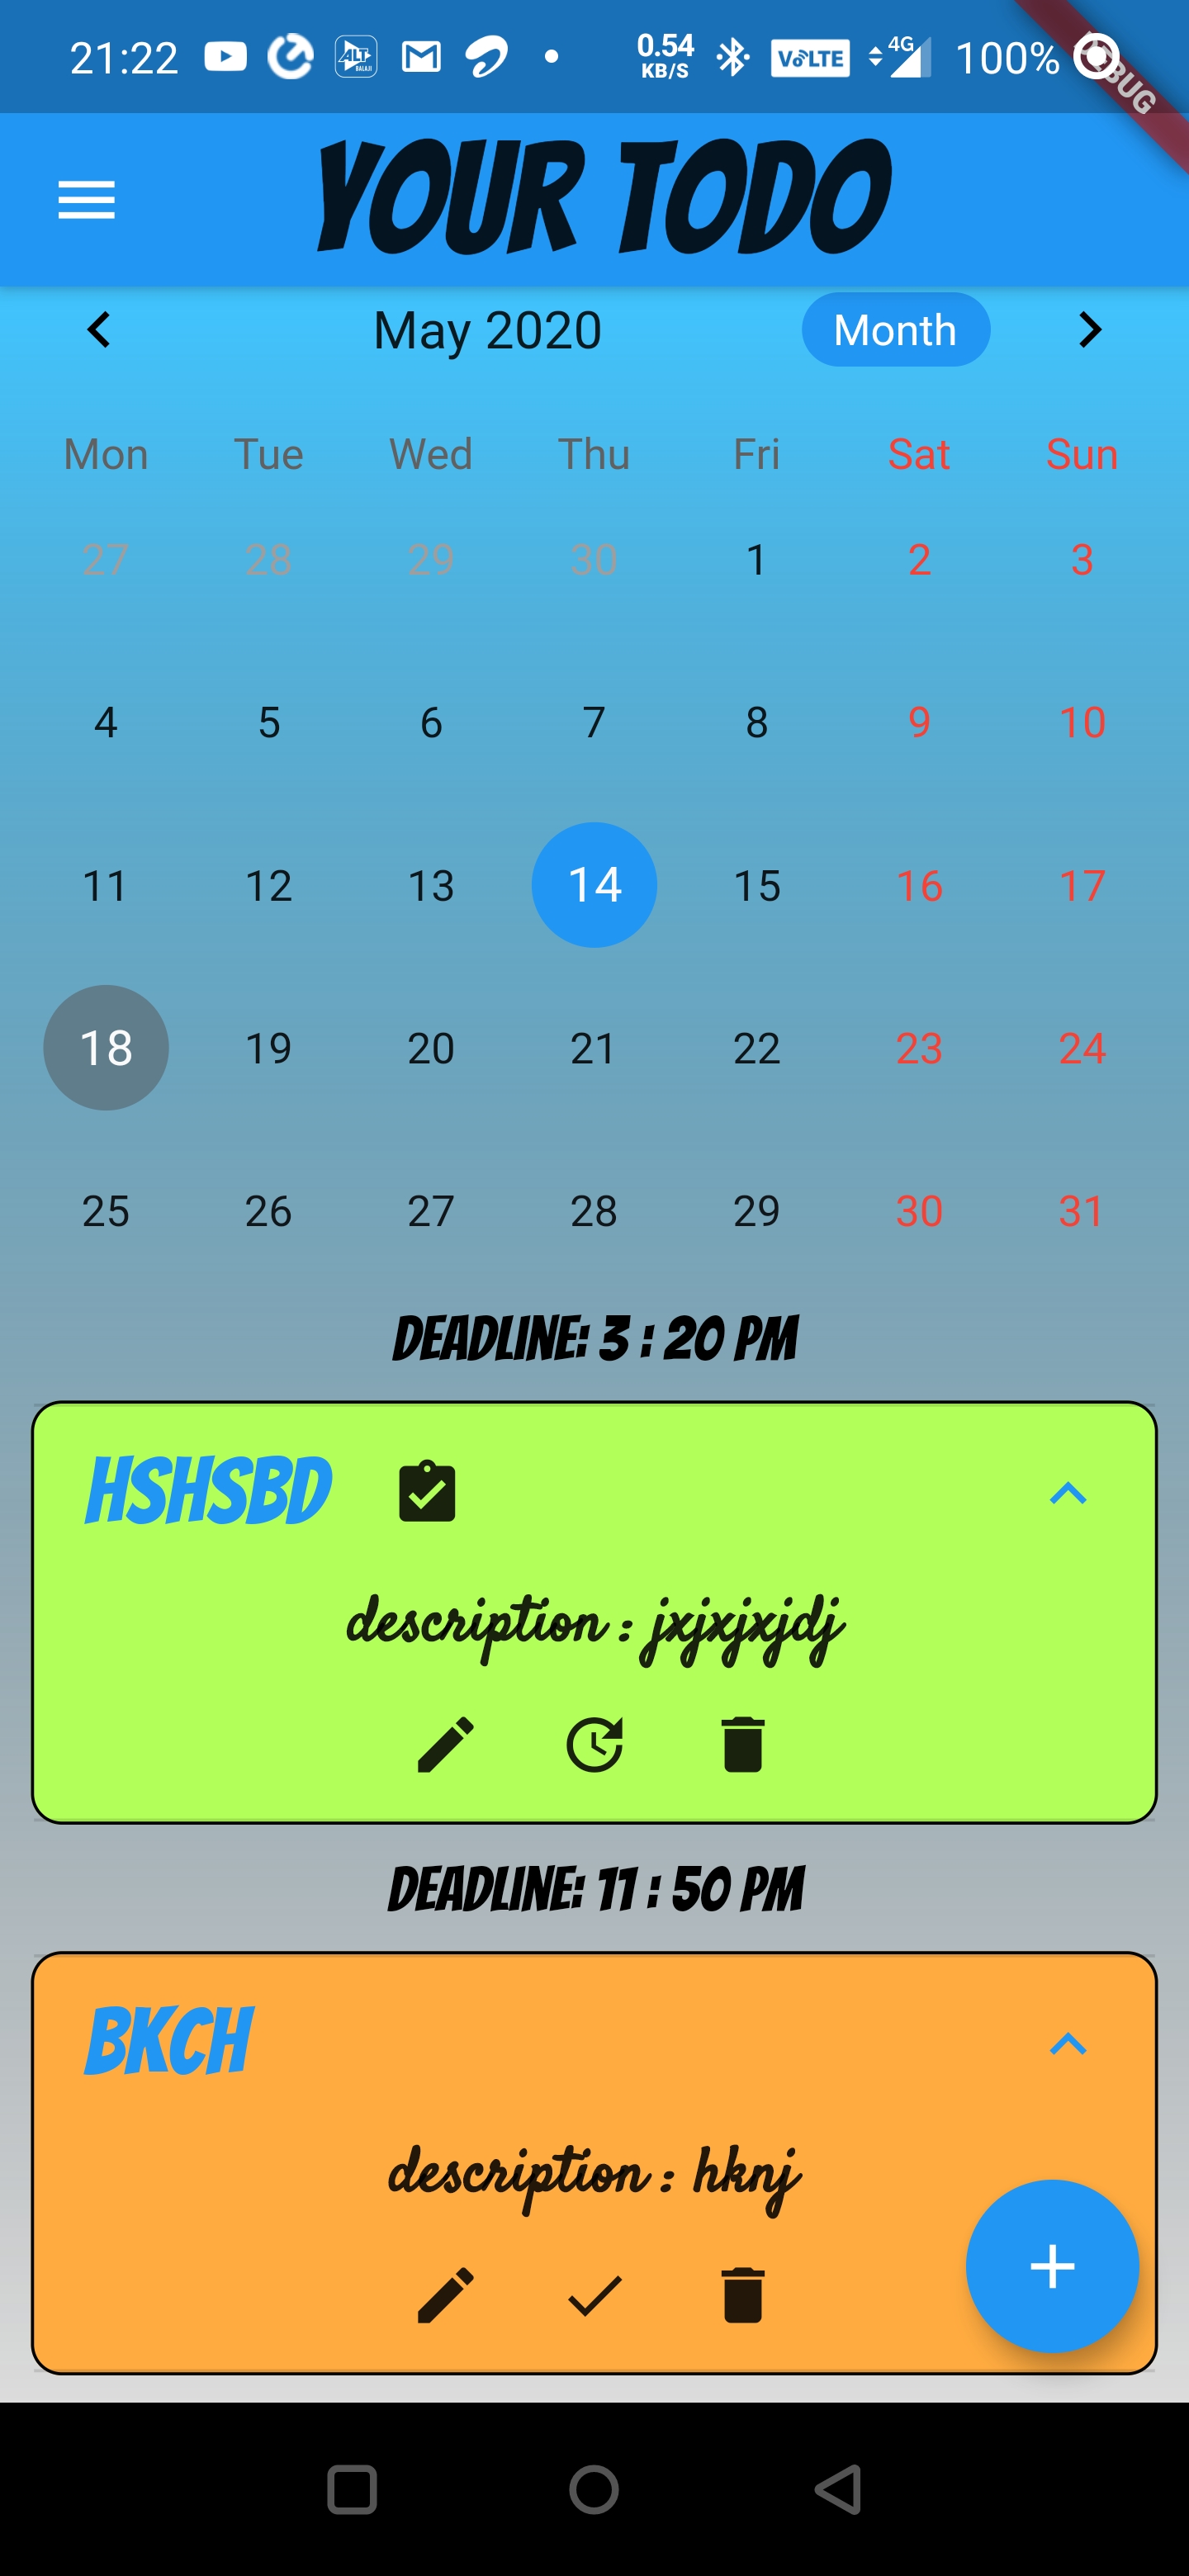 21:22 ALT BALAJI 0.54 KB/S VoLTE 4G 100%
YOUR TODO
May 2020 Month
Mon Tue Wed Thu Fri Sat Sun
27 28 29 30 1 2 3
4 5 6 7 8 9 10
11 12 13 14 15 16 17
18 19 20 21 22 23 24
25 26 27 28 29 30 31
DEADLINE: 3 : 20 PM
HSHSBD
description : jxjxjxjdj
DEADLINE: 11 : 50 PM
BKCH
description : hknj